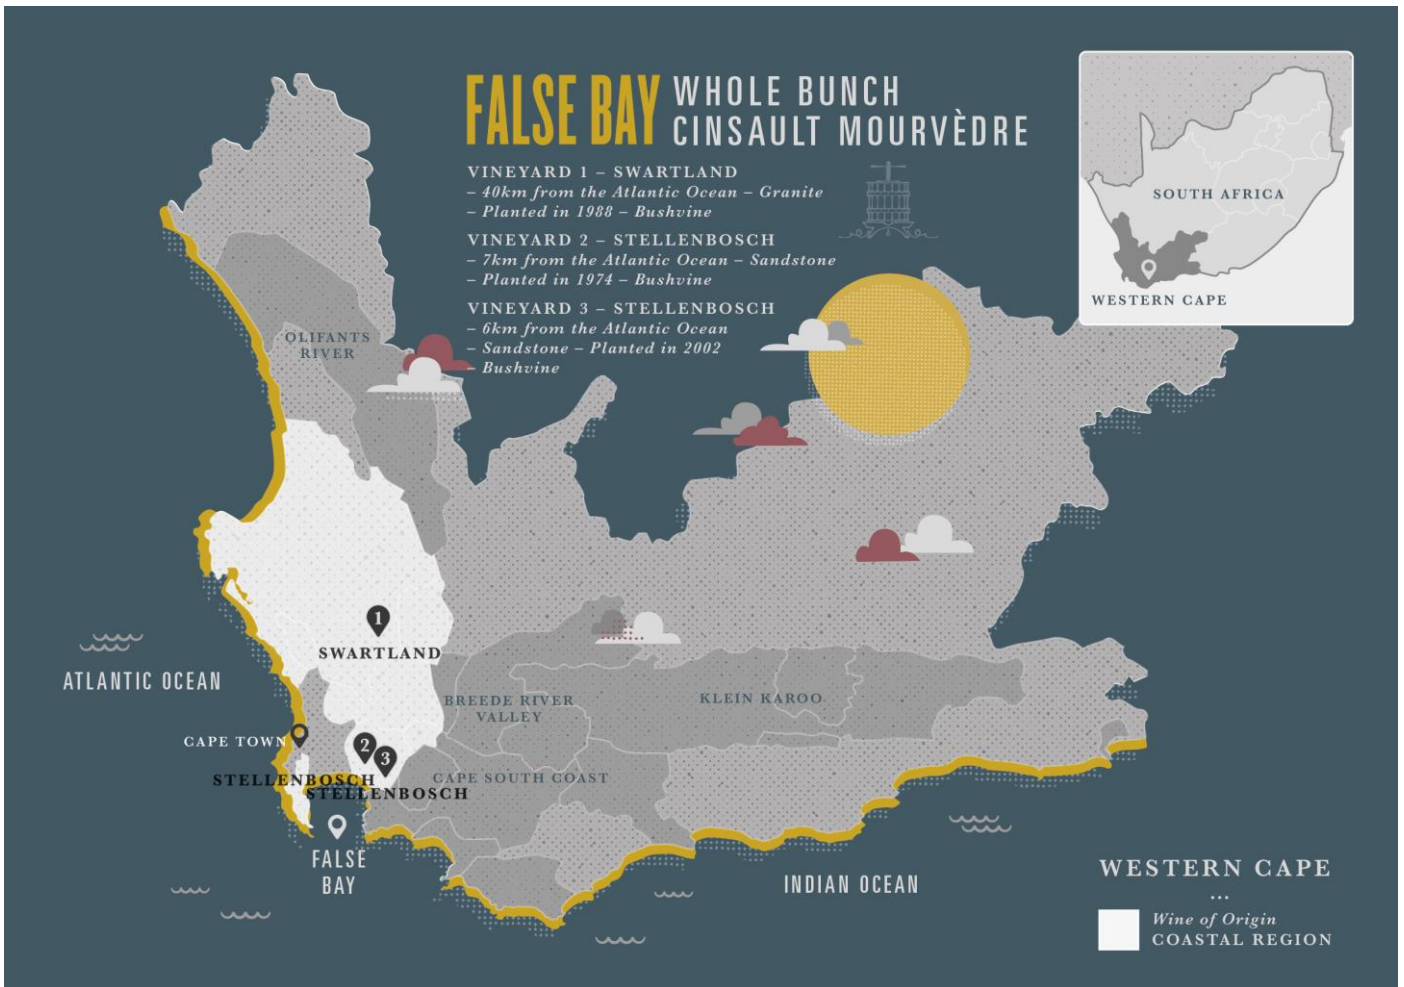 FALSE BAY WHOLE BUNCH
CINSAULT MOURVÈDRE
VINEYARD 1 – SWARTLAND
– 40km from the Atlantic Ocean – Granite
– Planted in 1988 – Bushvine
VINEYARD 2 – STELLENBOSCH
– 7km from the Atlantic Ocean – Sandstone
– Planted in 1974 – Bushvine
VINEYARD 3 – STELLENBOSCH
– 6km from the Atlantic Ocean
– Sandstone – Planted in 2002
– Bushvine
SOUTH AFRICA
WESTERN CAPE
OLIFANTS
RIVER
1
SWARTLAND
ATLANTIC OCEAN
BREEDE RIVER
VALLEY
KLEIN KAROO
CAPE TOWN
2
3
STELLENBOSCH
STELLENBOSCH
CAPE SOUTH COAST
FALSE
BAY
INDIAN OCEAN
WESTERN CAPE
...
Wine of Origin
COASTAL REGION